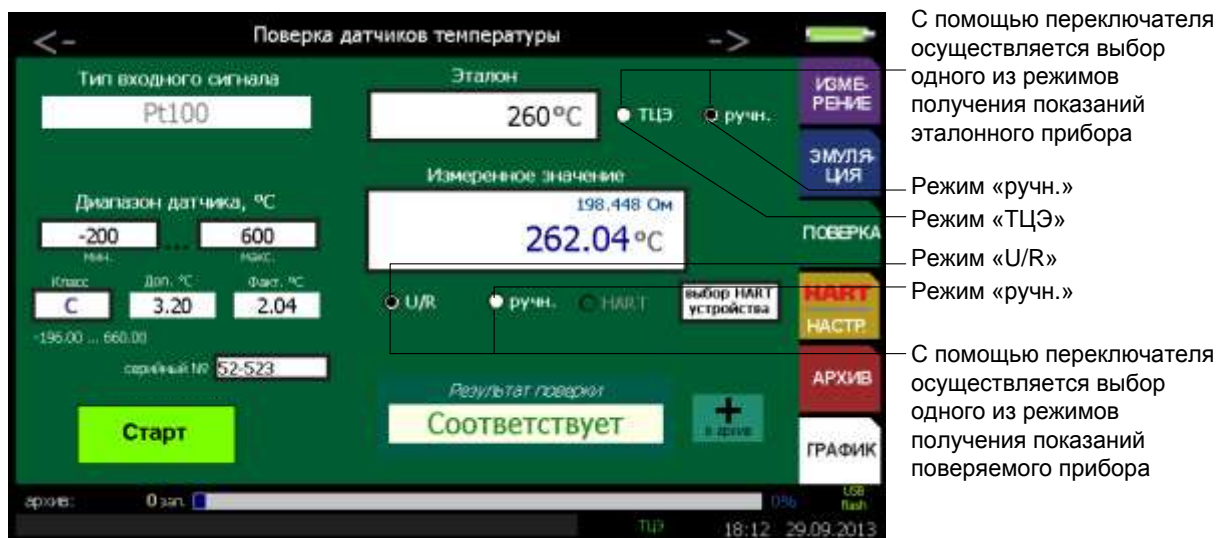 <- Поверка датчиков температуры ->
Тип входного сигнала
Pt100
Эталон
260°C
ТЦЭ
ручн.
Измеренное значение
198.448 Ом
262.04 °C
Диапазон датчика, °C
-200 ... 600
мин. макс.
Класс Доп. °C Факт. °C
C 3.20 2.04
-196.00 ... 660.00
серийный № 52-523
U/R
ручн.
HART
выбор HART
устройства
Старт
Результат поверки
Соответствует
+
в архив
ИЗМЕ-
РЕНИЕ
ЭМУЛЯ-
ЦИЯ
ПОВЕРКА
HART
НАСТР.
АРХИВ
ГРАФИК
архив: 0 зап. 0%
USB
flash
ТЦЭ 18:12 29.09.2013
С помощью переключателя
осуществляется выбор
одного из режимов
получения показаний
эталонного прибора
Режим «ручн.»
Режим «ТЦЭ»
Режим «U/R»
Режим «ручн.»
С помощью переключателя
осуществляется выбор
одного из режимов
получения показаний
поверяемого прибора